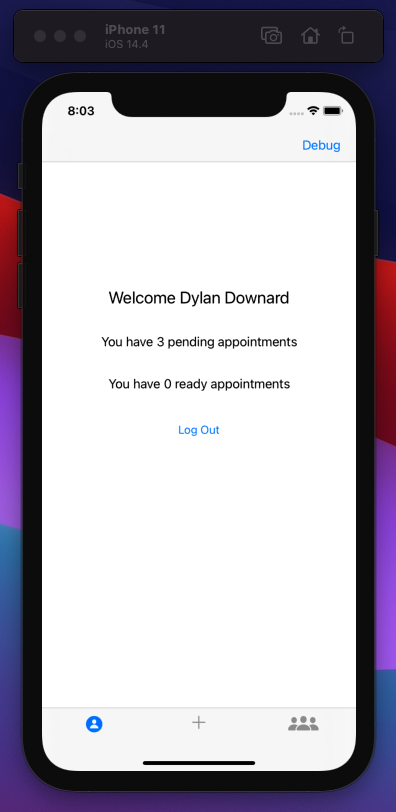 iPhone 11
iOS 14.4
8:03
Debug
Welcome Dylan Downard
You have 3 pending appointments
You have 0 ready appointments
Log Out